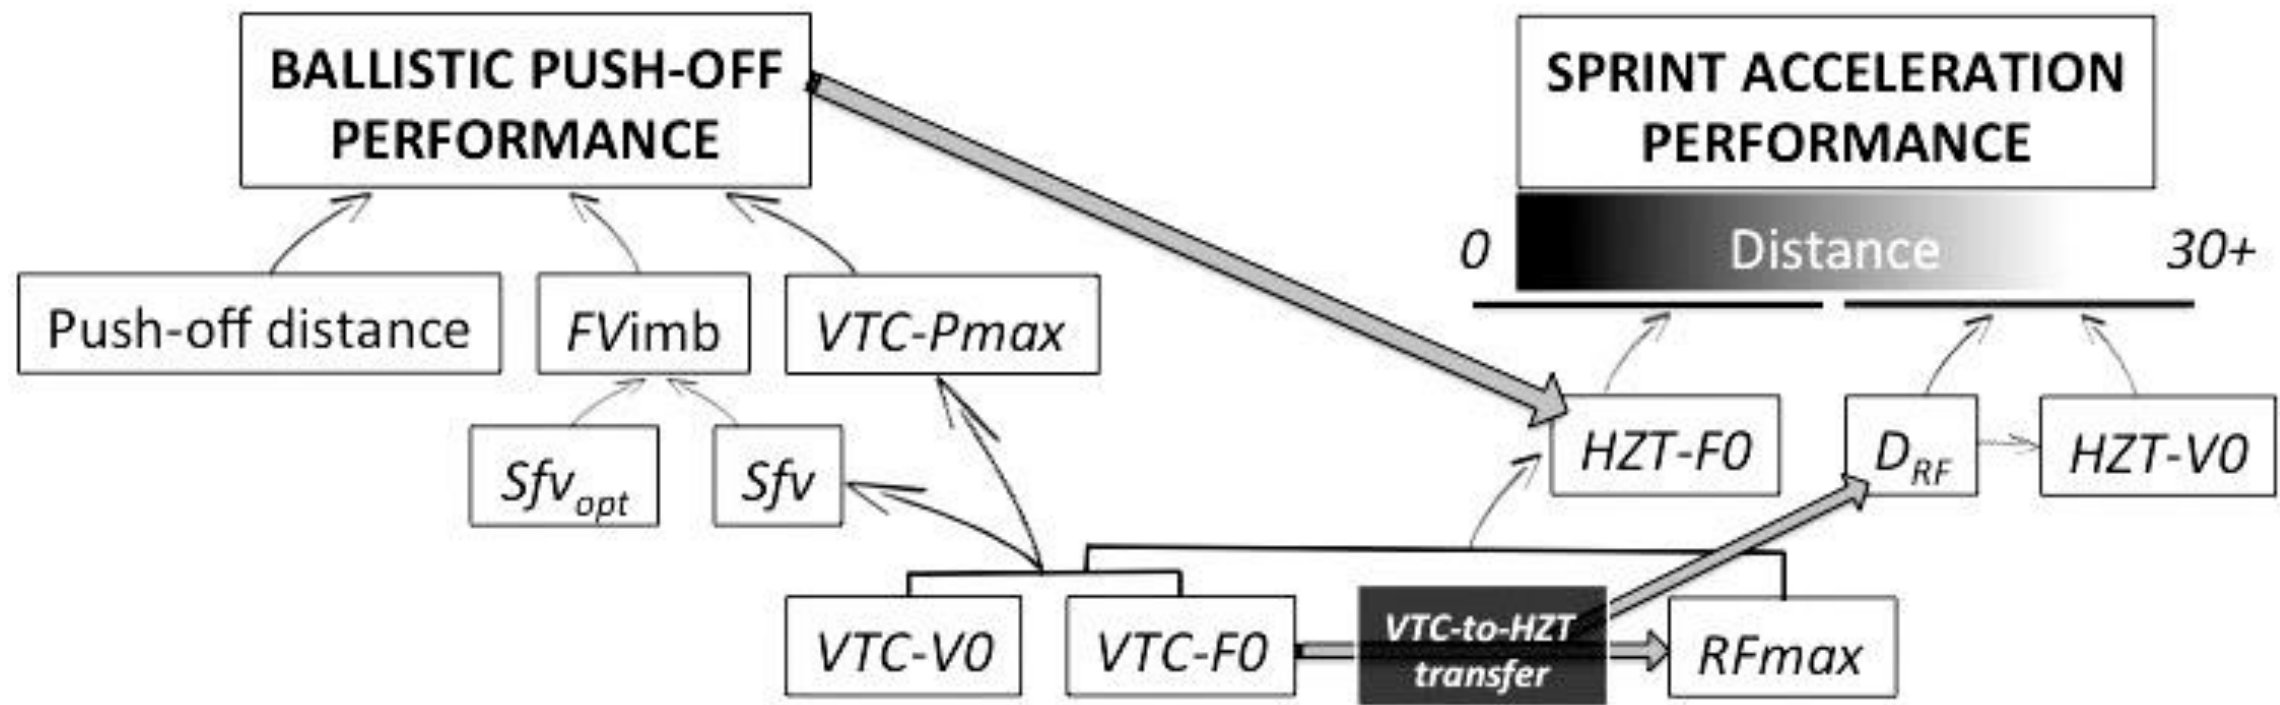 BALLISTIC PUSH-OFF
PERFORMANCE
SPRINT ACCELERATION
PERFORMANCE
0
Distance
30+
Push-off distance
FVimb
VTC-Pmax
Sfvopt
Sfv
HZT-F0
DRF
HZT-V0
VTC-V0
VTC-F0
VTC-to-HZT
transfer
RFmax